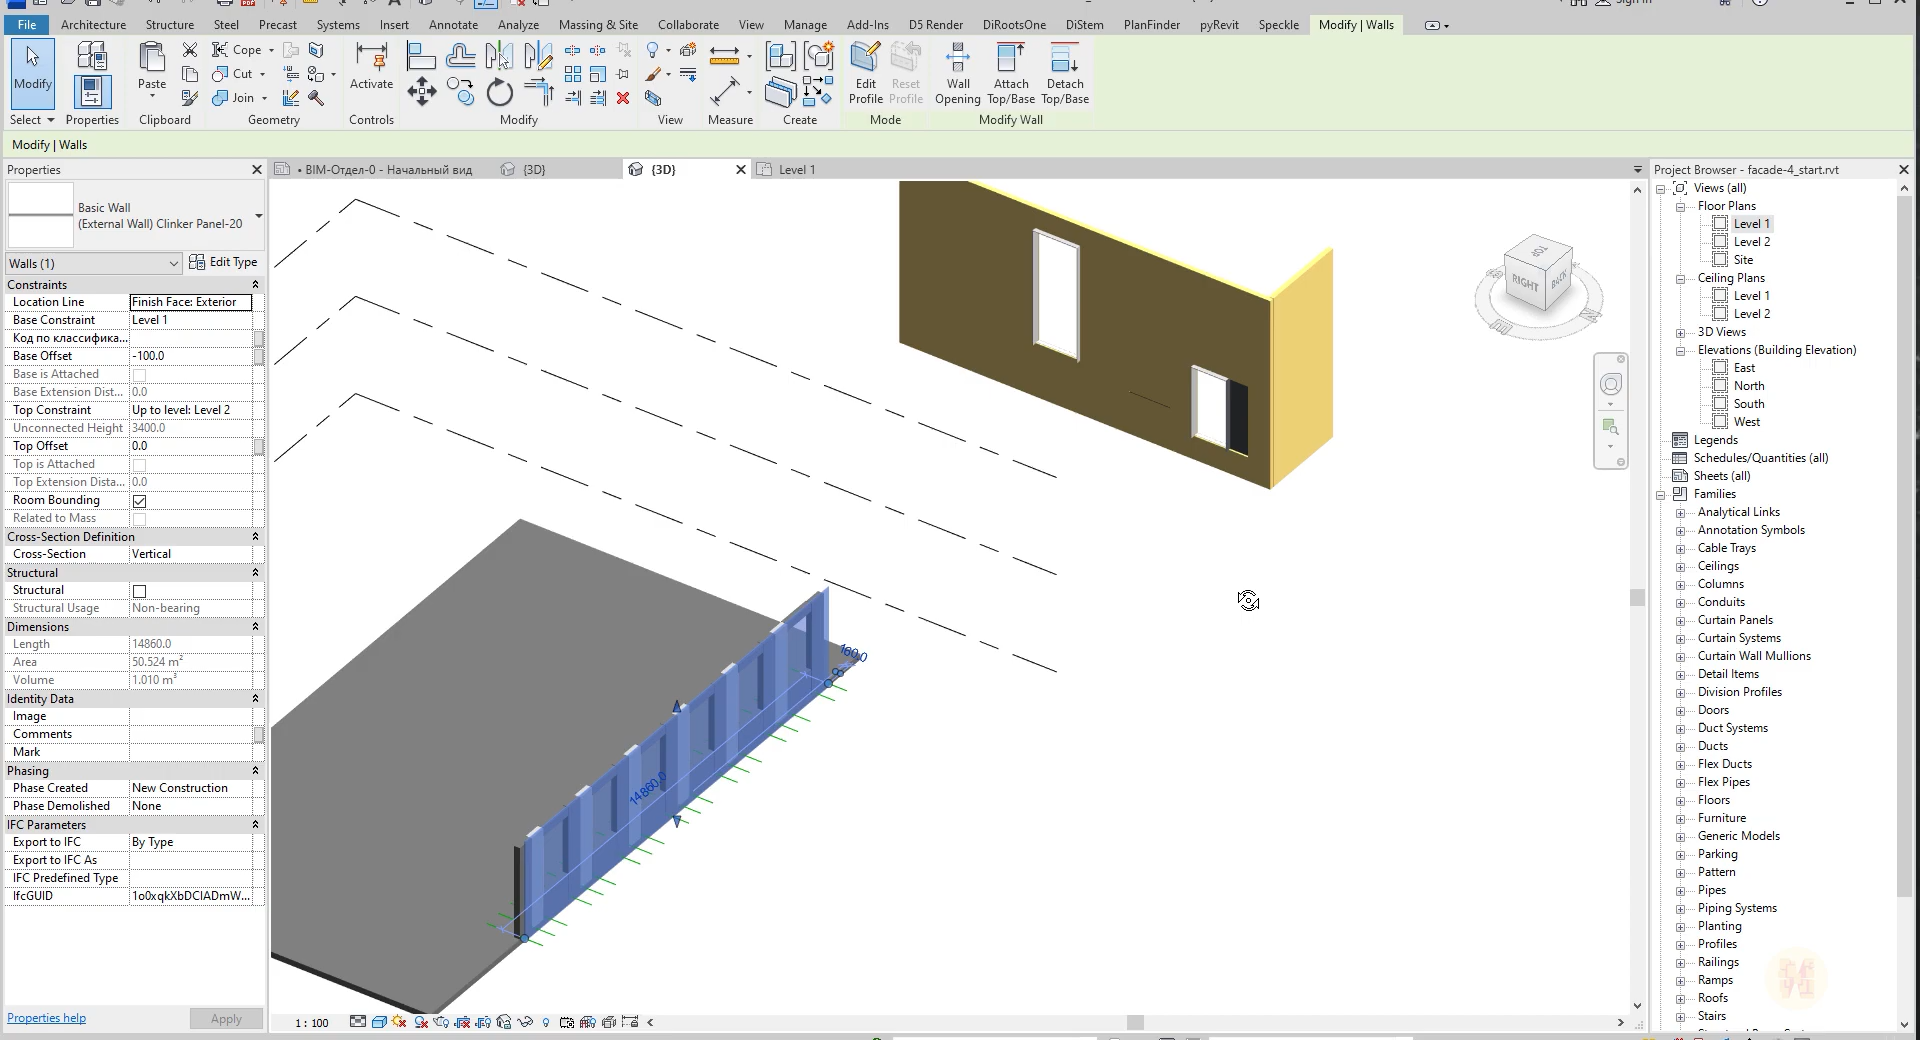 Sign in
File Architecture Structure Steel Precast Systems Insert Annotate Analyze Massing & Site Collaborate View Manage Add-Ins D5 Render DiRootsOne DiStem PlanFinder pyRevit Speckle Modify | Walls
Modify Paste Cope Cut Join Activate Edit Profile Reset Profile Wall Opening Attach Top/Base Detach Top/Base
Select Properties Clipboard Geometry Controls Modify View Measure Create Mode Modify Wall
Modify | Walls
Properties
• BIM-Отдел-0 - Начальный вид {3D} {3D} Level 1
Project Browser - facade-4_start.rvt
Basic Wall
(External Wall) Clinker Panel-20
Walls (1) Edit Type
Constraints
Location Line Finish Face: Exterior
Base Constraint Level 1
Код по классифика...
Base Offset -100.0
Base is Attached
Base Extension Dist... 0.0
Top Constraint Up to level: Level 2
Unconnected Height 3400.0
Top Offset 0.0
Top is Attached
Top Extension Dista... 0.0
Room Bounding
Related to Mass
Cross-Section Definition
Cross-Section Vertical
Structural
Structural
Structural Usage Non-bearing
Dimensions
Length 14860.0
Area 50.524 m²
Volume 1.010 m³
Identity Data
Image
Comments
Mark
Phasing
Phase Created New Construction
Phase Demolished None
IFC Parameters
Export to IFC By Type
Export to IFC As
IFC Predefined Type
IfcGUID 1o0xqkXbDCIADmW...
Properties help Apply
TOP
RIGHT BACK
160.0
14860.0
1 : 100
Views (all)
Floor Plans
Level 1
Level 2
Site
Ceiling Plans
Level 1
Level 2
3D Views
Elevations (Building Elevation)
East
North
South
West
Legends
Schedules/Quantities (all)
Sheets (all)
Families
Analytical Links
Annotation Symbols
Cable Trays
Ceilings
Columns
Conduits
Curtain Panels
Curtain Systems
Curtain Wall Mullions
Detail Items
Division Profiles
Doors
Duct Systems
Ducts
Flex Ducts
Flex Pipes
Floors
Furniture
Generic Models
Parking
Pattern
Pipes
Piping Systems
Planting
Profiles
Railings
Ramps
Roofs
Stairs